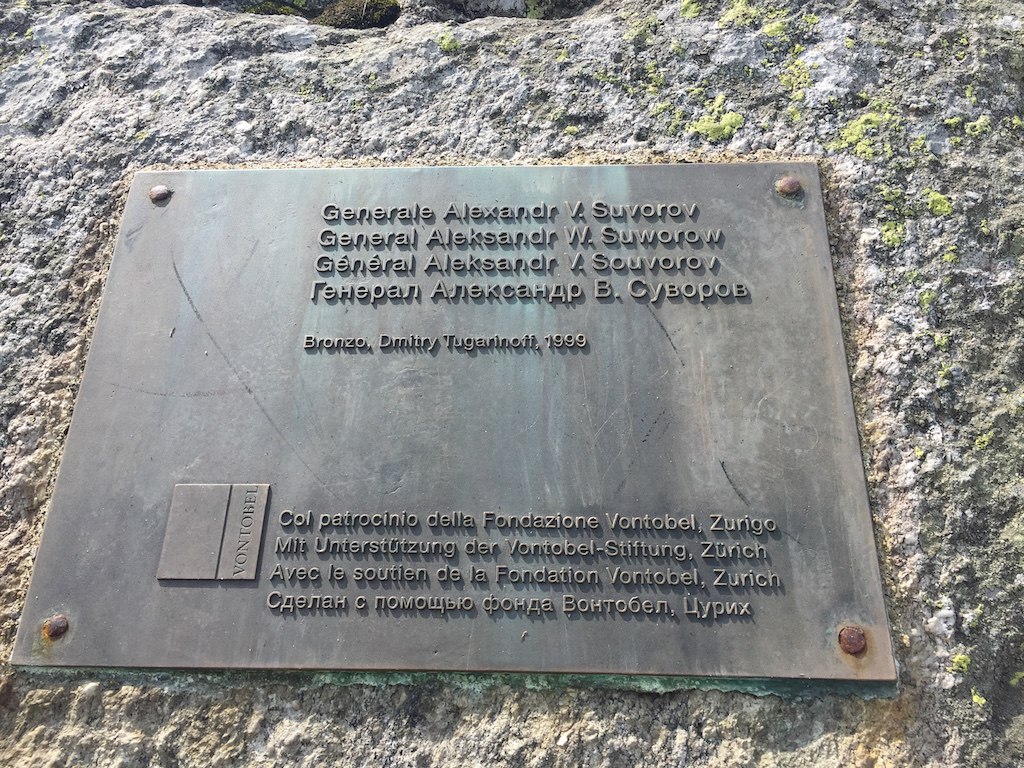 Generale Alexandr V. Suvorov
General Aleksandr W. Suworow
Général Aleksandr V. Souvorov
Генерал Александр В. Суворов
Bronzo, Dmitry Tugarinoff, 1999
VONTOBEL
Col patrocinio della Fondazione Vontobel, Zurigo
Mit Unterstützung der Vontobel-Stiftung, Zürich
Avec le soutien de la Fondation Vontobel, Zurich
Сделан с помощью фонда Вонтобел, Цурих